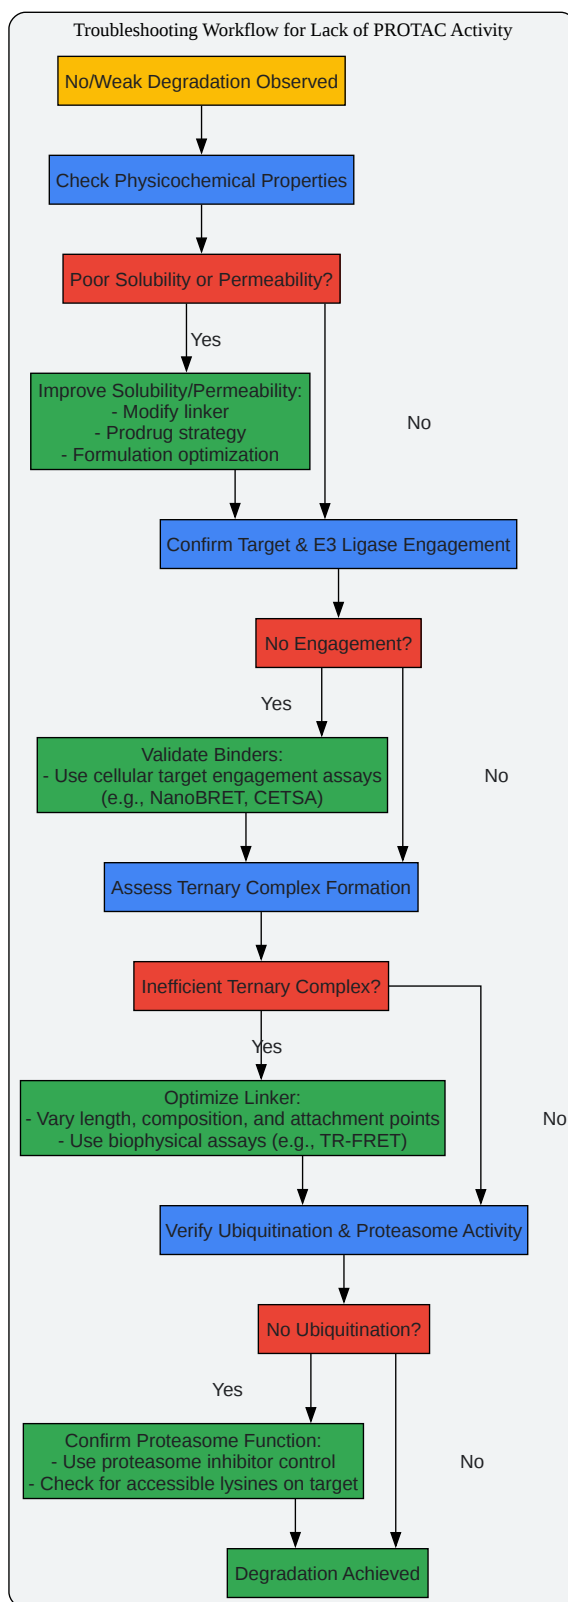 Troubleshooting Workflow for Lack of PROTAC Activity
No/Weak Degradation Observed
Check Physicochemical Properties
Poor Solubility or Permeability?
Yes
Improve Solubility/Permeability:
- Modify linker
- Prodrug strategy
- Formulation optimization
No
Confirm Target & E3 Ligase Engagement
No Engagement?
Yes
Validate Binders:
- Use cellular target engagement assays
(e.g., NanoBRET, CETSA)
No
Assess Ternary Complex Formation
Inefficient Ternary Complex?
Yes
Optimize Linker:
- Vary length, composition, and attachment points
- Use biophysical assays (e.g., TR-FRET)
No
Verify Ubiquitination & Proteasome Activity
No Ubiquitination?
Yes
Confirm Proteasome Function:
- Use proteasome inhibitor control
- Check for accessible lysines on target
No
Degradation Achieved